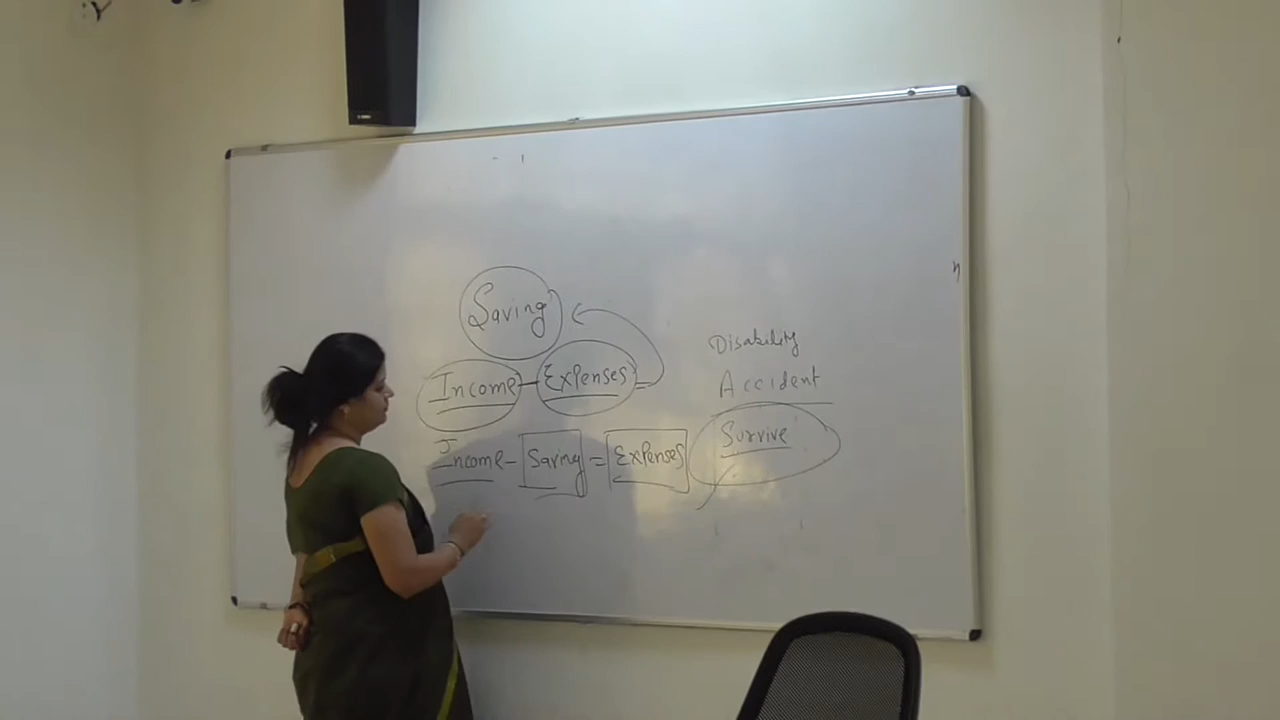 Saving
Income - Expenses =
Income - Saving = Expenses
Disability
Accident
Survive